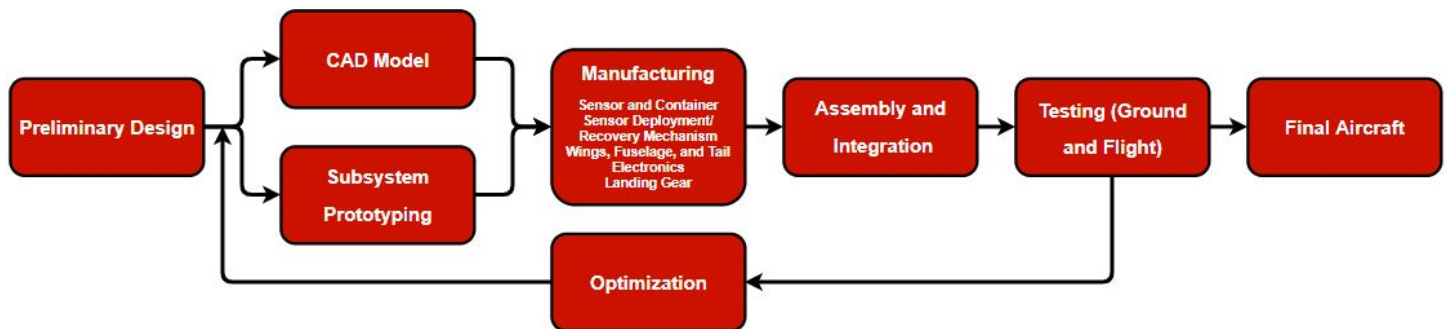 Preliminary Design
CAD Model
Subsystem
Prototyping
Manufacturing
Sensor and Container
Sensor Deployment/
Recovery Mechanism
Wings, Fuselage, and Tail
Electronics
Landing Gear
Assembly and
Integration
Testing (Ground
and Flight)
Final Aircraft
Optimization